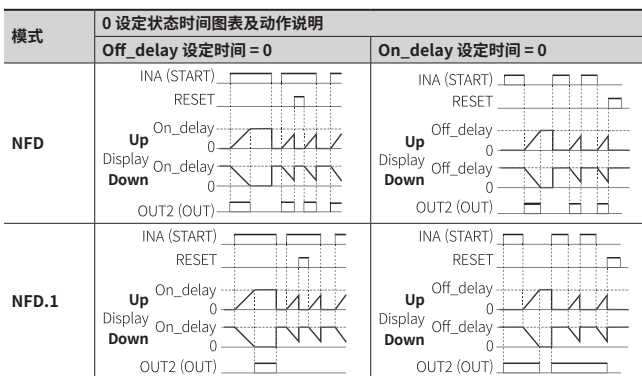 模式
0 设定状态时间图表及动作说明
Off_delay 设定时间 = 0
On_delay 设定时间 = 0
NFD
INA (START)
RESET
On_delay
Up
0
Display
On_delay
Down
0
OUT2 (OUT)
INA (START)
RESET
Off_delay
Up
0
Display
Off_delay
Down
0
OUT2 (OUT)
NFD.1
INA (START)
RESET
On_delay
Up
0
Display
On_delay
Down
0
OUT2 (OUT)
INA (START)
RESET
Off_delay
Up
0
Display
Off_delay
Down
0
OUT2 (OUT)